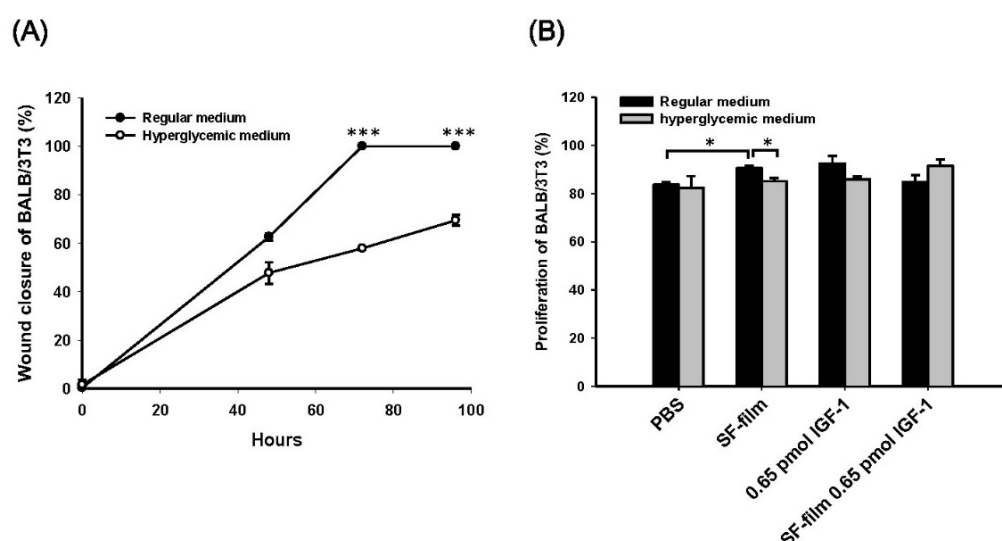 (A)
Wound closure of BALB/3T3 (%)
120
100
80
60
40
20
0
Regular medium
Hyperglycemic medium
***
***
0
20
40
60
80
100
Hours
(B)
Proliferation of BALB/3T3 (%)
120
100
80
60
40
20
0
Regular medium
hyperglycemic medium
*
*
PBS
SF-film
0.65 pmol IGF-1
SF-film 0.65 pmol IGF-1